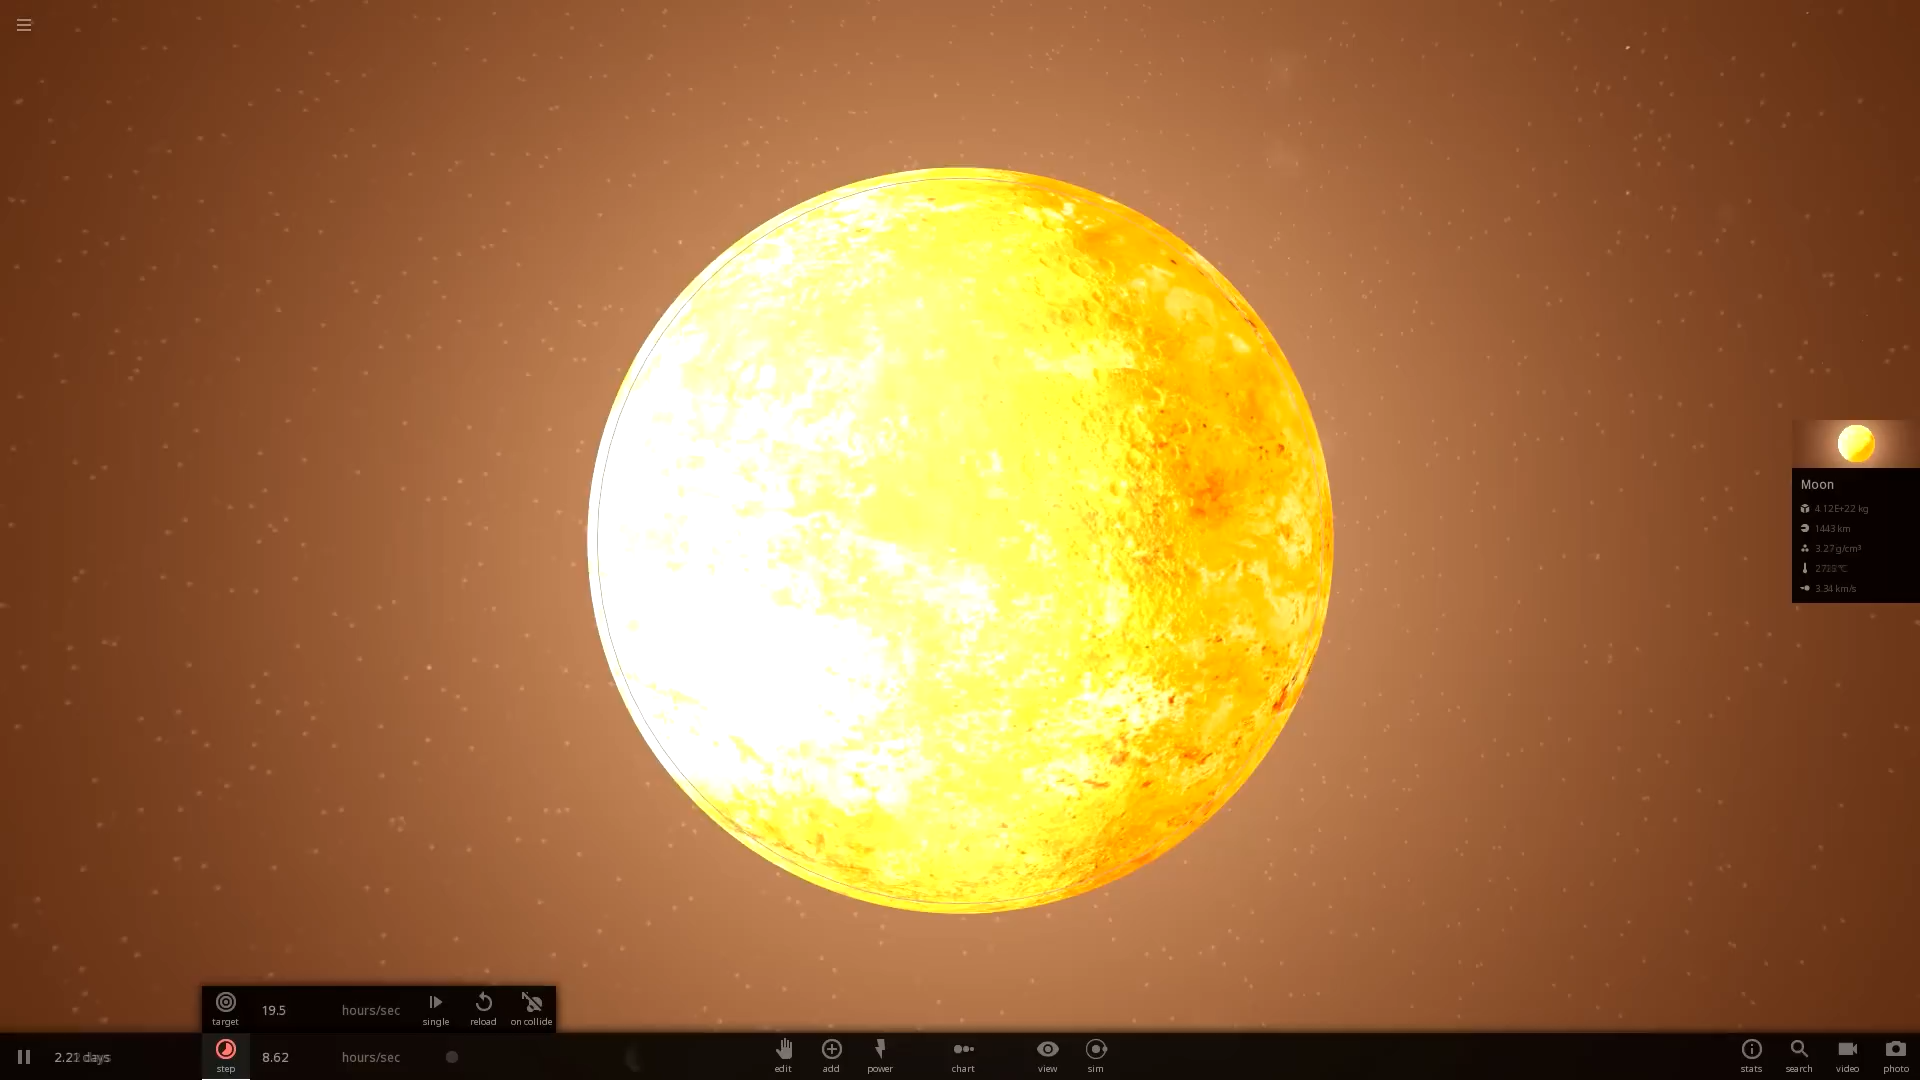 Moon
4.12E+22 kg
1443 km
3.27 g/cm³
3.34 km/s
target
19.5
hours/sec
single
reload
on collide
days
step
8.62
hours/sec
edit
add
power
chart
view
sim
stats
search
video
photo